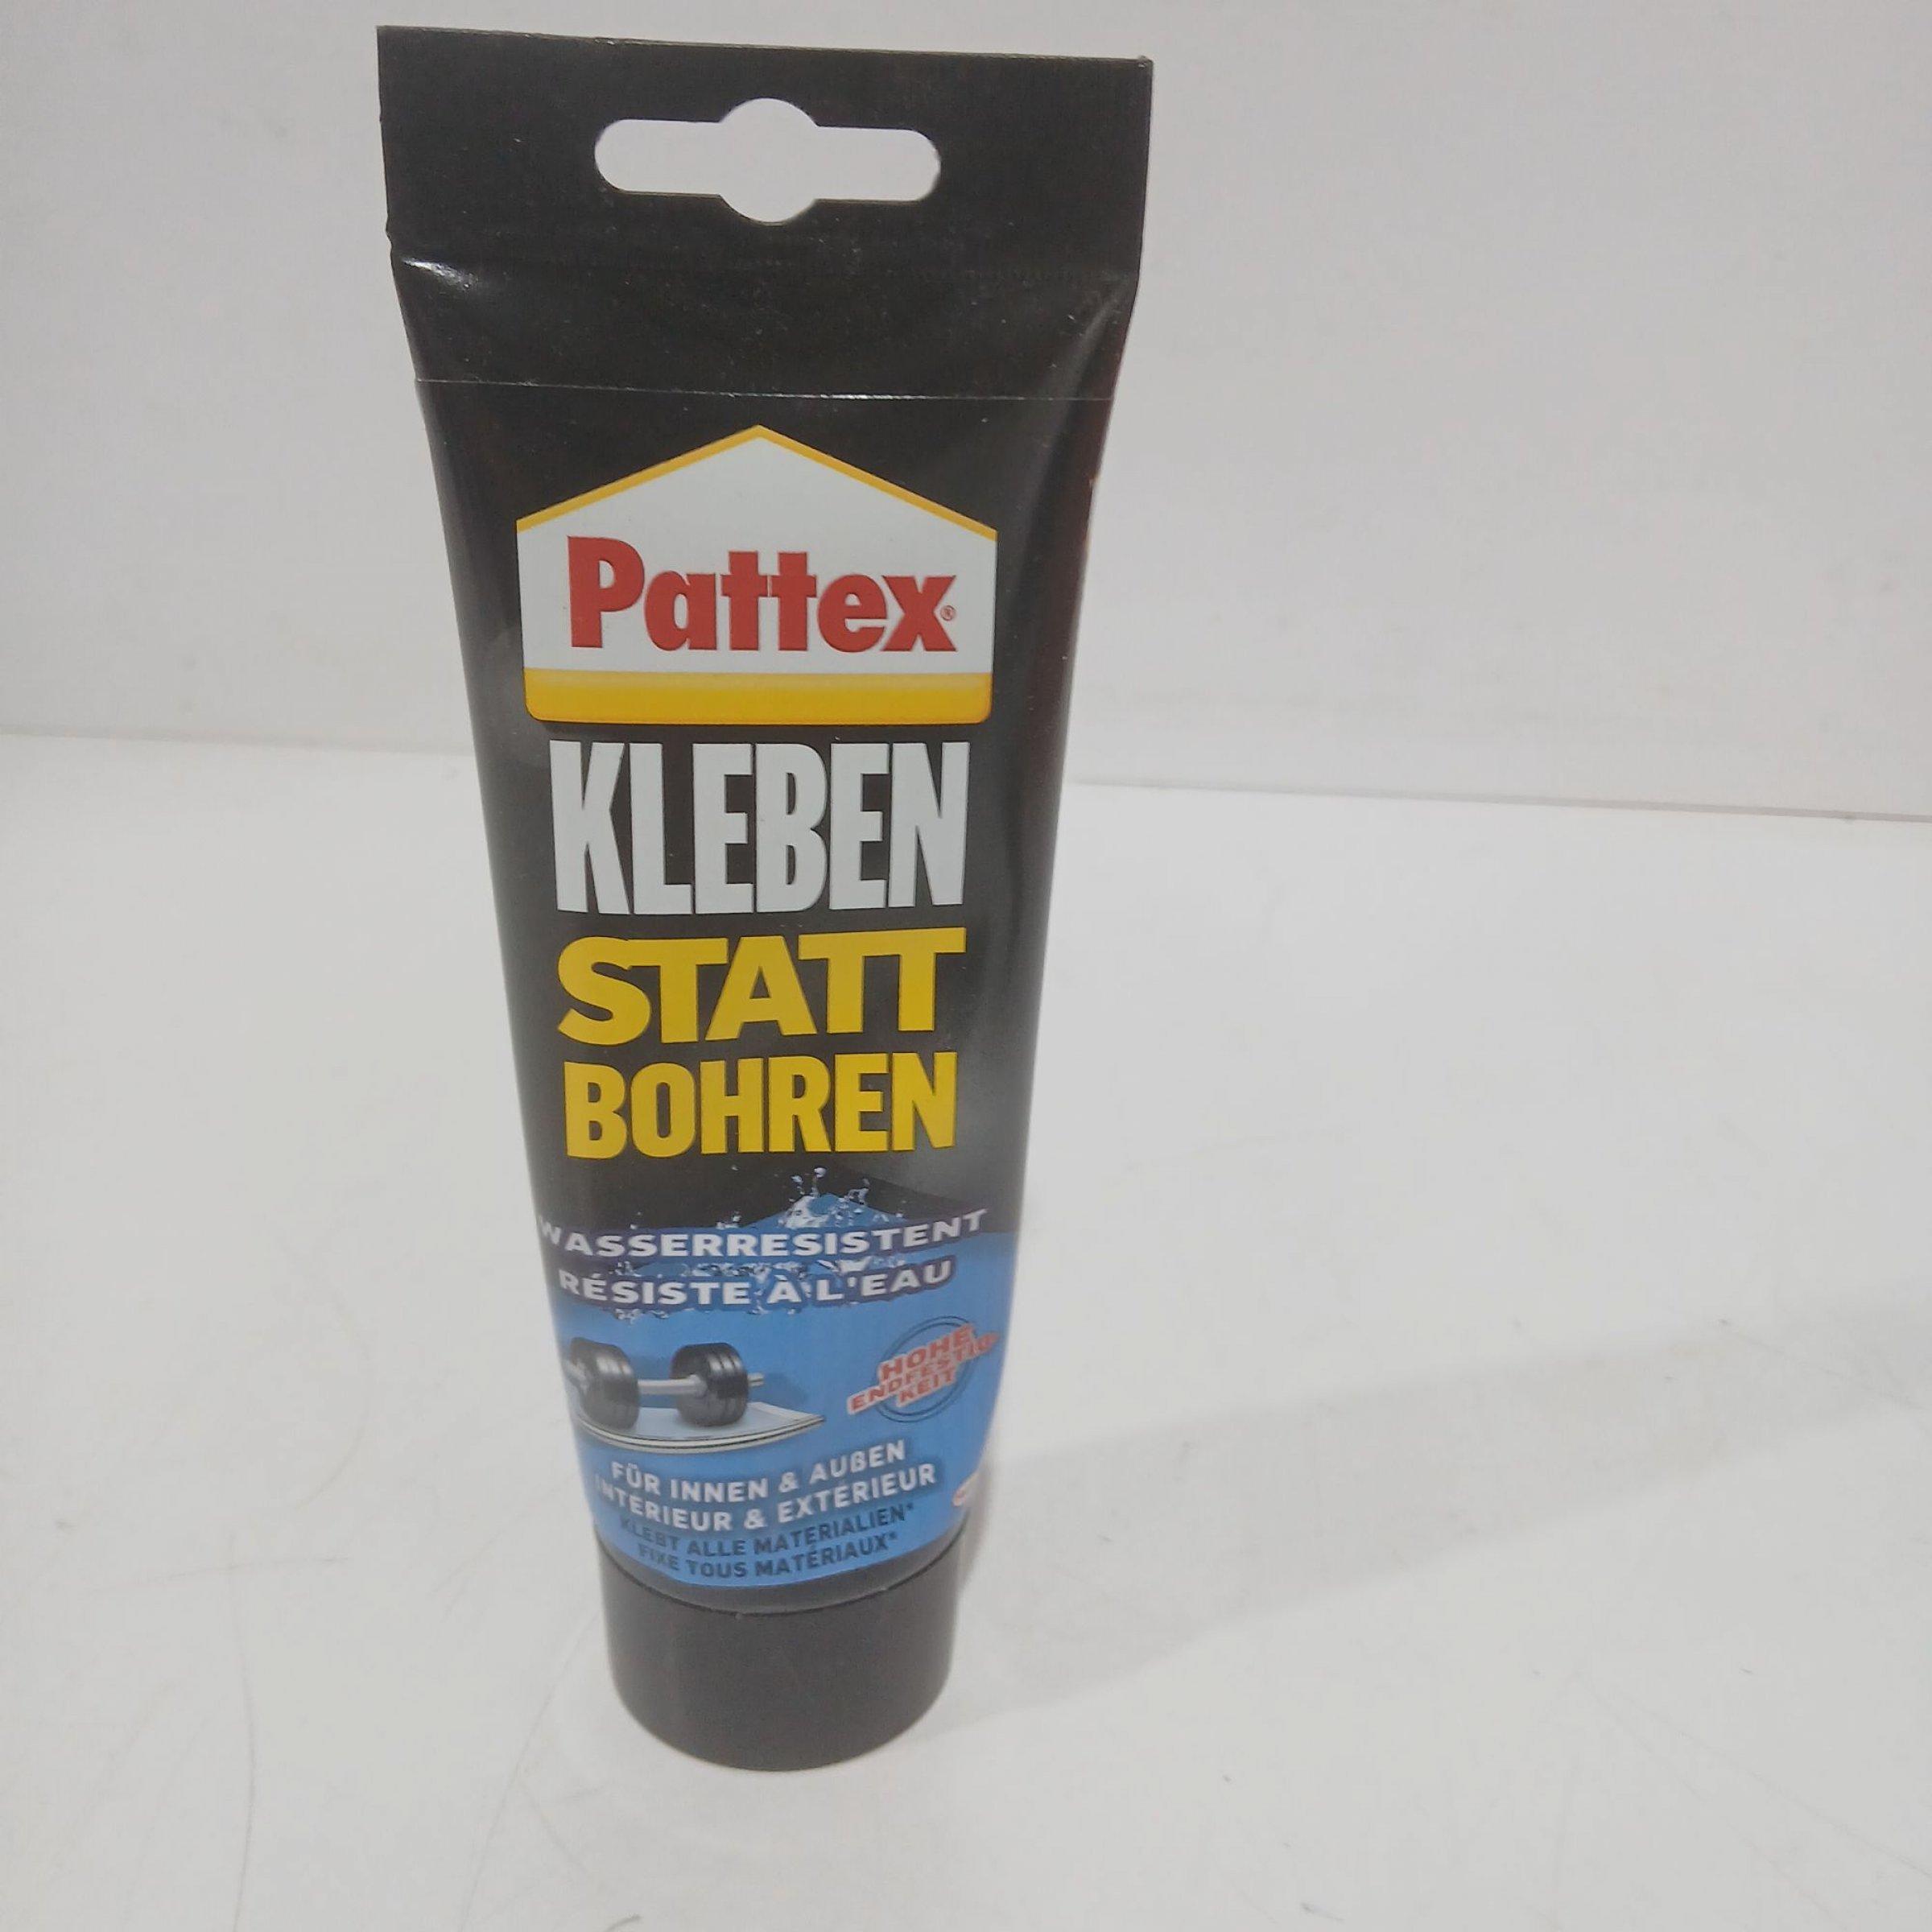 Pattex®
KLEBEN
STATT
BOHREN
WASSERRESISTENT
RÉSISTE À L'EAU
HOHE
ENDFESTIG
KEIT
FÜR INNEN & AUßEN
INTÉRIEUR & EXTÉRIEUR
KLEBT ALLE MATERIALIEN*
FIXE TOUS MATÉRIAUX*